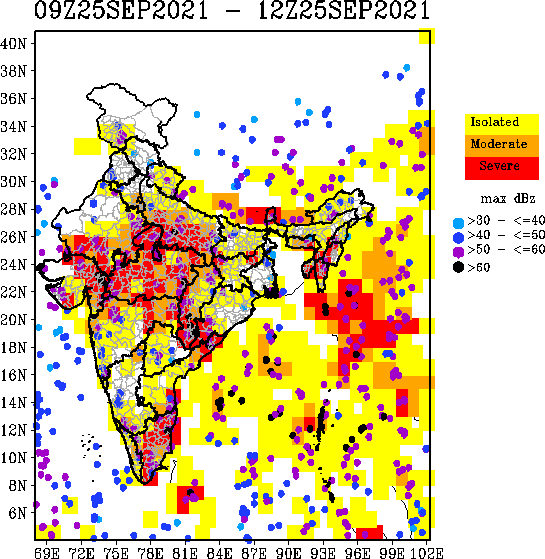 09Z25SEP2021 – 12Z25SEP2021
40N
38N
36N
34N
32N
30N
28N
26N
24N
22N
20N
18N
16N
14N
12N
10N
8N
6N
69E 72E 75E 78E 81E 84E 87E 90E 93E 96E 99E 102E
Isolated
Moderate
Severe
max dBz
>30 – <=40
>40 – <=50
>50 – <=60
>60